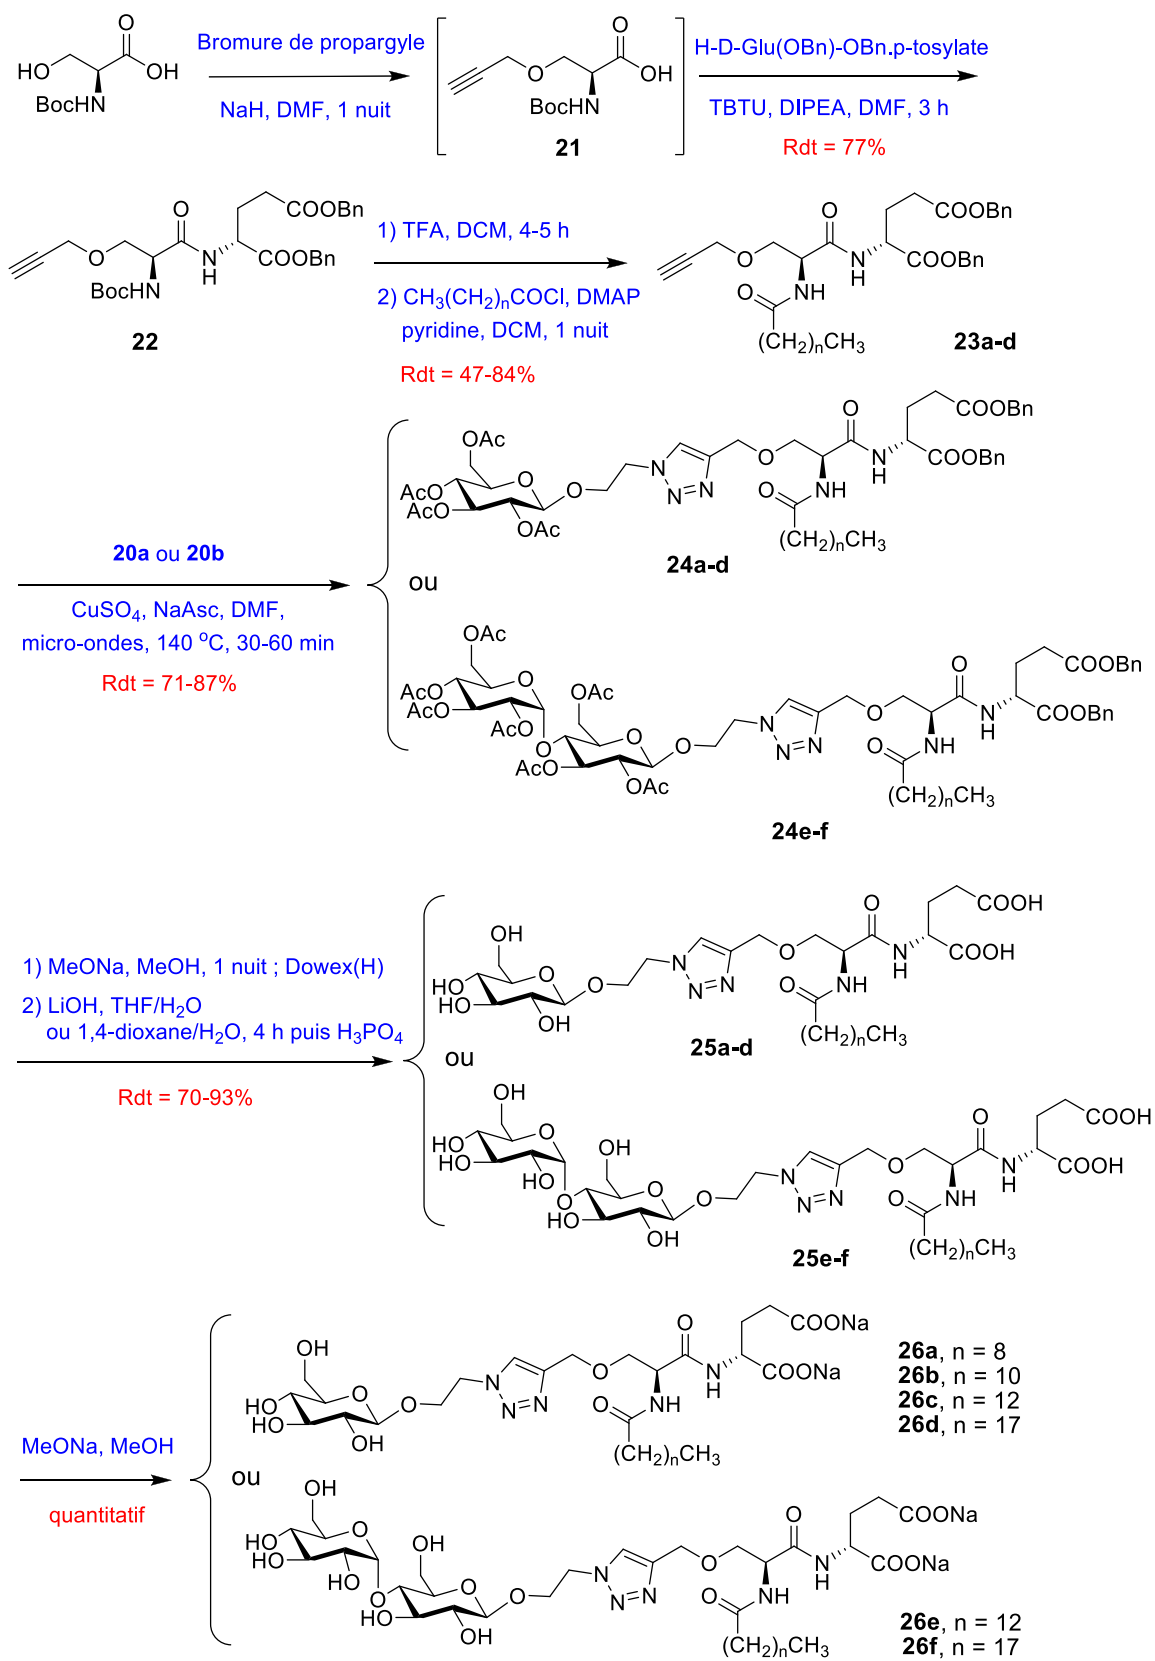 O
HO
OH
BocHN
Bromure de propargyle
NaH, DMF, 1 nuit
O
O
OH
BocHN
21
H-D-Glu(OBn)-OBn.p-tosylate
TBTU, DIPEA, DMF, 3 h
Rdt = 77%
O
COOBn
O
N
H
COOBn
BocHN
22
1) TFA, DCM, 4-5 h
2) CH3(CH2)nCOCl, DMAP
pyridine, DCM, 1 nuit
Rdt = 47-84%
O
COOBn
O
N
H
COOBn
O
NH
(CH2)nCH3
23a-d
20a ou 20b
CuSO4, NaAsc, DMF,
micro-ondes, 140 oC, 30-60 min
Rdt = 71-87%
OAc
O
AcO
AcO
OAc
O
N
N=N
O
O
COOBn
N
H
COOBn
O
NH
(CH2)nCH3
24a-d
ou
OAc
O
AcO
AcO
OAc
OAc
O
O
AcO
OAc
O
N
N=N
O
O
COOBn
N
H
COOBn
O
NH
(CH2)nCH3
24e-f
1) MeONa, MeOH, 1 nuit ; Dowex(H)
2) LiOH, THF/H2O
ou 1,4-dioxane/H2O, 4 h puis H3PO4
Rdt = 70-93%
OH
O
HO
HO
OH
O
N
N=N
O
O
COOH
N
H
COOH
O
NH
(CH2)nCH3
25a-d
ou
OH
O
HO
HO
OH
OH
O
O
HO
OH
O
N
N=N
O
O
COOH
N
H
COOH
O
NH
(CH2)nCH3
25e-f
MeONa, MeOH
quantitatif
OH
O
HO
HO
OH
O
N
N=N
O
O
COONa
N
H
COONa
O
NH
(CH2)nCH3
26a, n = 8
26b, n = 10
26c, n = 12
26d, n = 17
ou
OH
O
HO
HO
OH
OH
O
O
HO
OH
O
N
N=N
O
O
COONa
N
H
COONa
O
NH
(CH2)nCH3
26e, n = 12
26f, n = 17